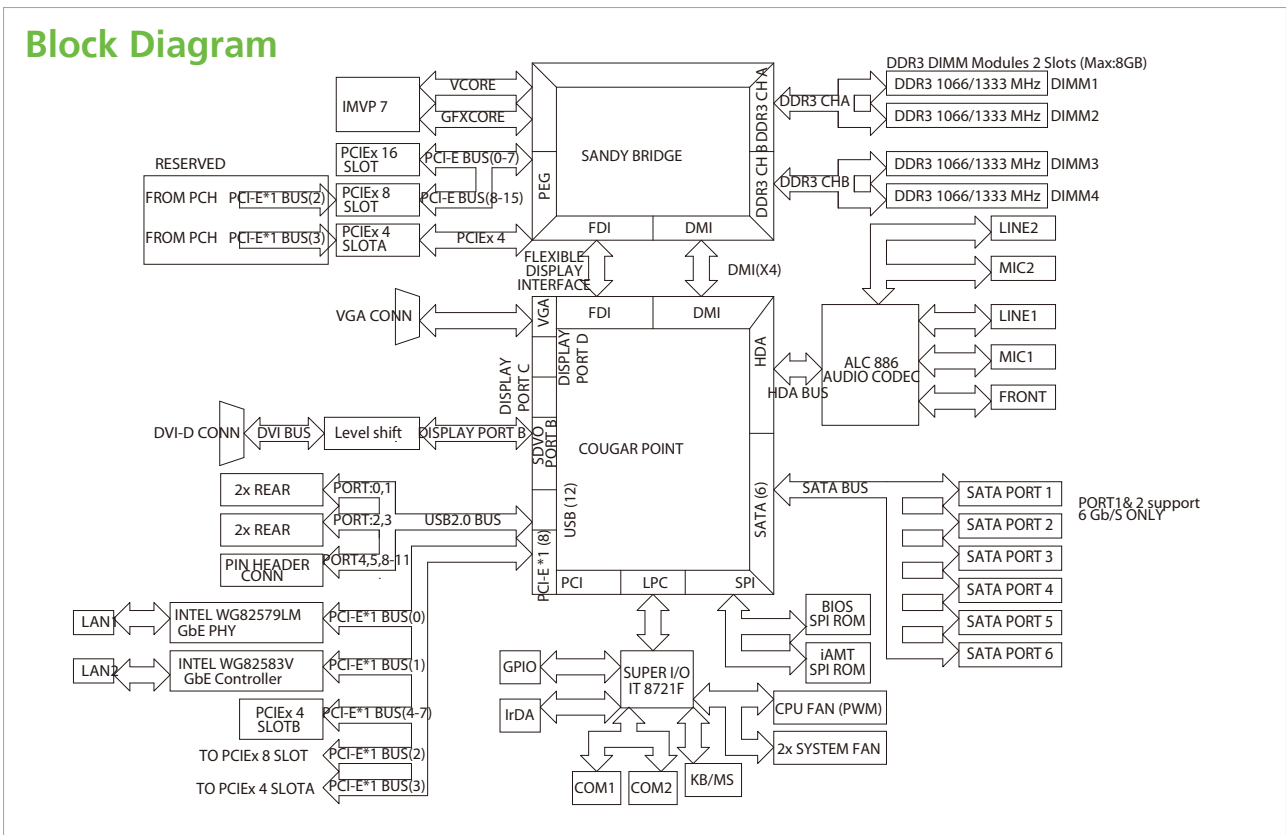 Block Diagram
DDR3 DIMM Modules 2 Slots (Max:8GB)
IMVP 7
VCORE
GFXCORE
SANDY BRIDGE
DDR3 CH A
DDR3 CH B
PEG
FDI
DMI
DDR3 CHA
DDR3 1066/1333 MHz
DIMM1
DDR3 1066/1333 MHz
DIMM2
DDR3 CHB
DDR3 1066/1333 MHz
DIMM3
DDR3 1066/1333 MHz
DIMM4
RESERVED
PCIEx 16
SLOT
PCI-E BUS(0-7)
FROM PCH
PCI-E*1 BUS(2)
PCIEx 8
SLOT
PCI-E BUS(8-15)
FROM PCH
PCI-E*1 BUS(3)
PCIEx 4
SLOTA
PCIEx 4
FLEXIBLE
DISPLAY
INTERFACE
DMI(X4)
LINE2
MIC2
LINE1
MIC1
FRONT
ALC 886
AUDIO CODEC
HDA BUS
VGA CONN
VGA
FDI
DMI
HDA
DISPLAY
PORT D
DISPLAY
PORT C
SDVO
PORT B
COUGAR POINT
DVI-D CONN
DVI BUS
Level shift
DISPLAY PORT B
USB (12)
SATA (6)
PCI-E *1 (8)
PCI
LPC
SPI
2x REAR
PORT:0,1
2x REAR
PORT:2,3
USB2.0 BUS
PIN HEADER
CONN
PORT4,5,8-11
SATA BUS
SATA PORT 1
SATA PORT 2
SATA PORT 3
SATA PORT 4
SATA PORT 5
SATA PORT 6
PORT1& 2 support
6 Gb/S ONLY
LAN1
INTEL WG82579LM
GbE PHY
PCI-E*1 BUS(0)
LAN2
INTEL WG82583V
GbE Controller
PCI-E*1 BUS(1)
PCIEx 4
SLOTB
PCI-E*1 BUS(4-7)
TO PCIEx 8 SLOT
PCI-E*1 BUS(2)
TO PCIEx 4 SLOTA
PCI-E*1 BUS(3)
BIOS
SPI ROM
iAMT
SPI ROM
GPIO
IrDA
SUPER I/O
IT 8721F
CPU FAN (PWM)
2x SYSTEM FAN
COM1
COM2
KB/MS